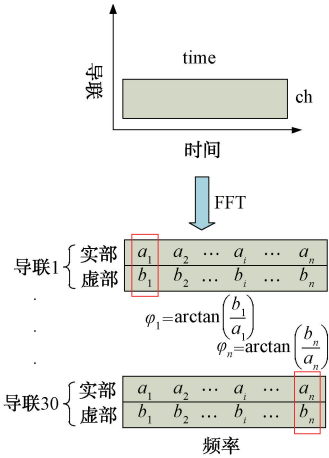 time
导联
ch
时间
FFT
导联1
实部 a₁ a₂ … aᵢ … aₙ
虚部 b₁ b₂ … bᵢ … bₙ
φ₁=arctan(b₁/a₁)
φₙ=arctan(bₙ/aₙ)
导联30
实部 a₁ a₂ … aᵢ … aₙ
虚部 b₁ b₂ … bᵢ … bₙ
频率